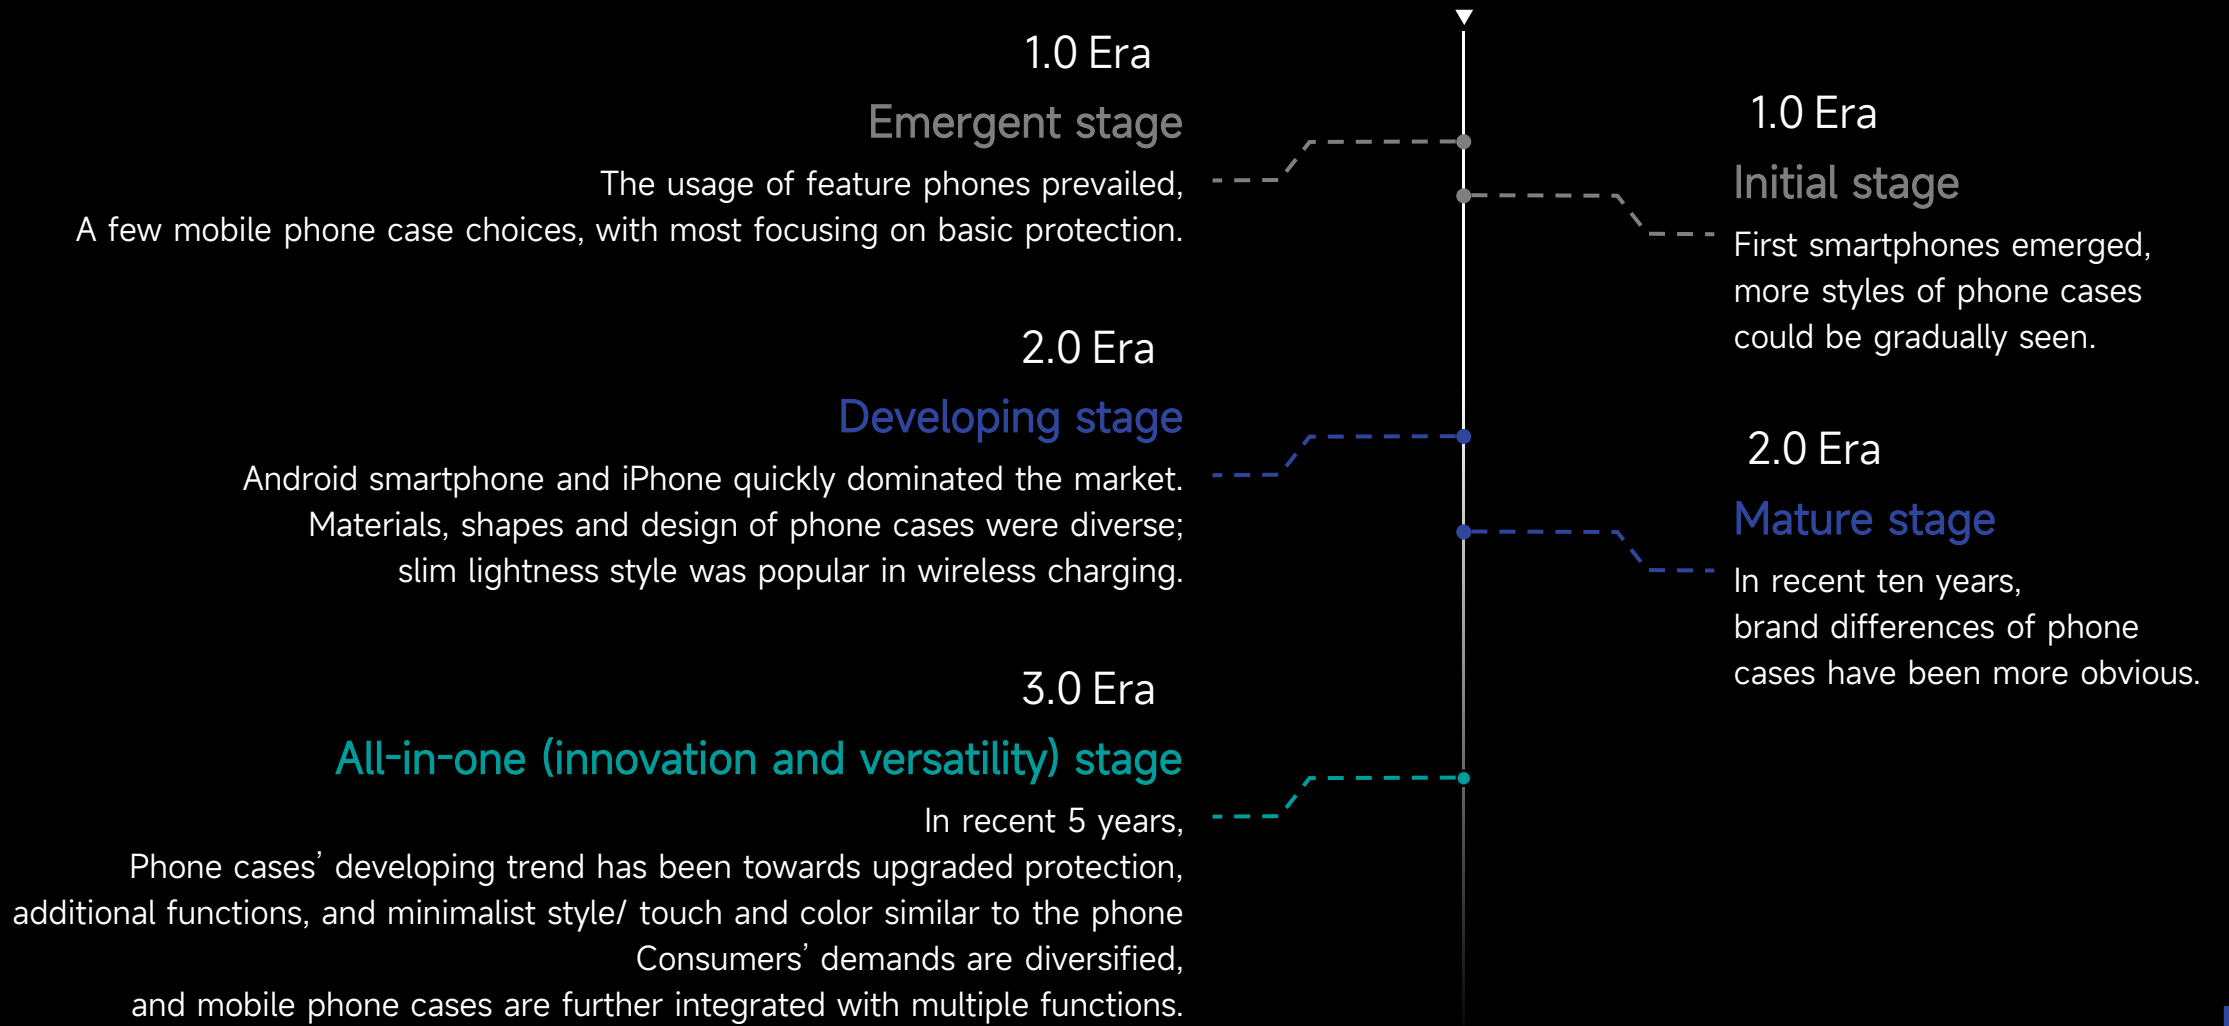 1.0 Era
Emergent stage
The usage of feature phones prevailed,
A few mobile phone case choices, with most focusing on basic protection.
1.0 Era
Initial stage
First smartphones emerged,
more styles of phone cases
could be gradually seen.
2.0 Era
Developing stage
Android smartphone and iPhone quickly dominated the market.
Materials, shapes and design of phone cases were diverse;
slim lightness style was popular in wireless charging.
2.0 Era
Mature stage
In recent ten years,
brand differences of phone
cases have been more obvious.
3.0 Era
All-in-one (innovation and versatility) stage
In recent 5 years,
Phone cases’ developing trend has been towards upgraded protection,
additional functions, and minimalist style/ touch and color similar to the phone
Consumers’ demands are diversified,
and mobile phone cases are further integrated with multiple functions.